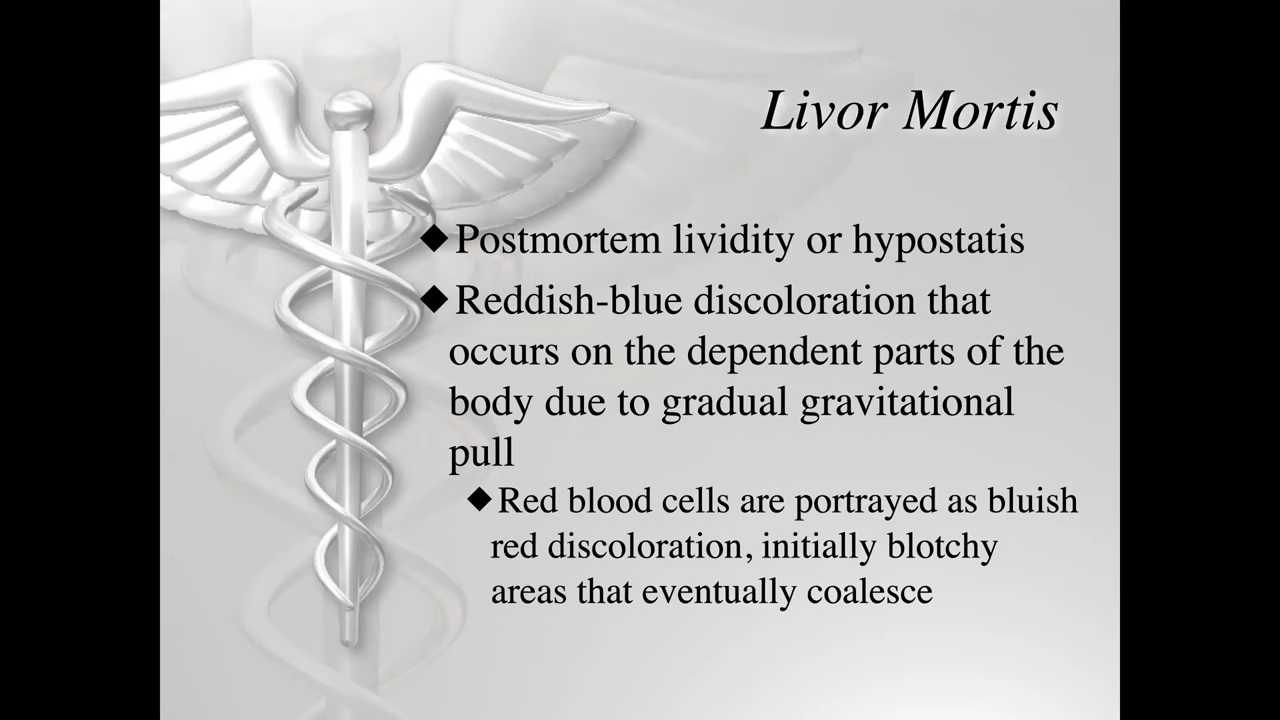 Livor Mortis
◆Postmortem lividity or hypostatis
◆Reddish-blue discoloration that
occurs on the dependent parts of the
body due to gradual gravitational
pull
◆Red blood cells are portrayed as bluish
red discoloration, initially blotchy
areas that eventually coalesce